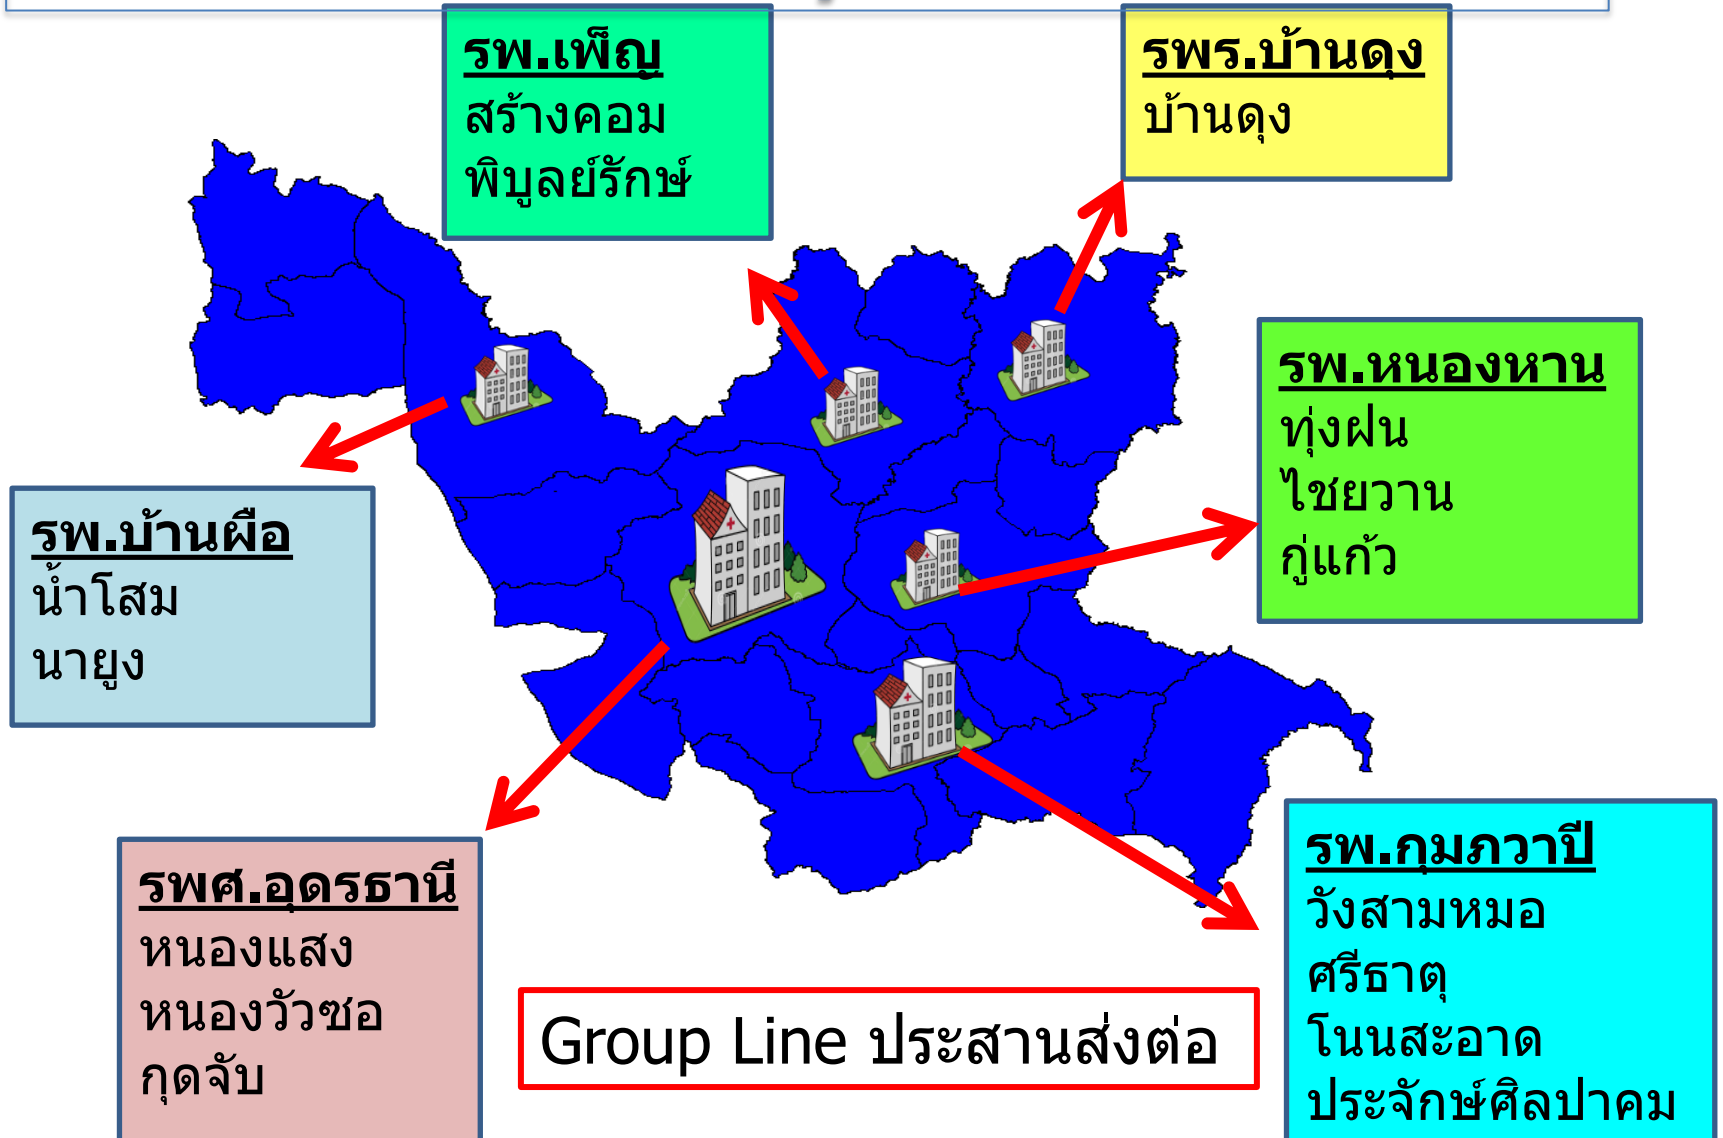 รพ.เพ็ญ
สร้างคอม
พิบูลย์รักษ์
รพร.บ้านดุง
บ้านดุง
รพ.หนองหาน
ทุ่งฝน
ไชยวาน
กู่แก้ว
รพ.บ้านผือ
น้ำโสม
นายูง
รพศ.อุดรธานี
หนองแสง
หนองวัวซอ
กุดจับ
Group Line ประสานส่งต่อ
รพ.กุมภวาปี
วังสามหมอ
ศรีธาตุ
โนนสะอาด
ประจักษ์ศิลปาคม